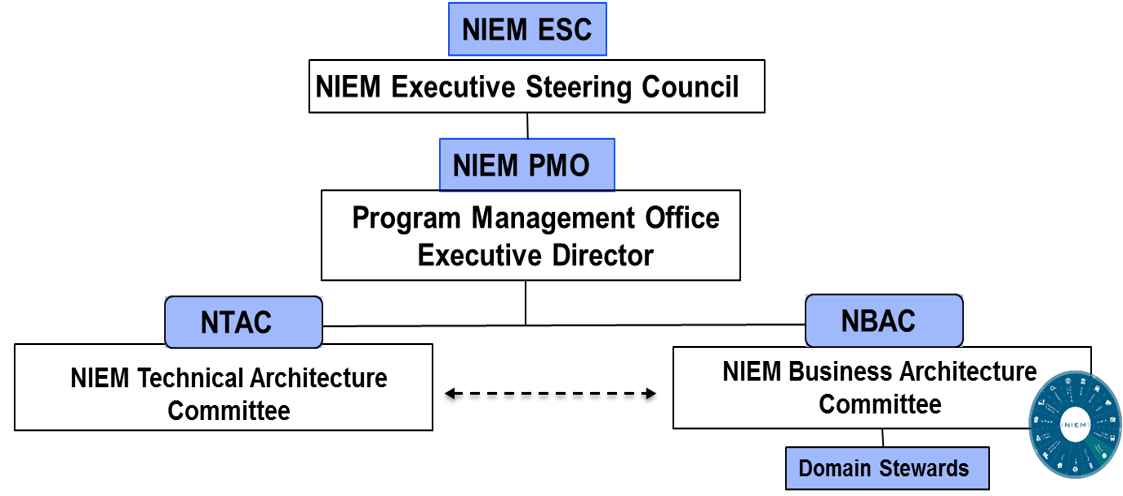 NIEM ESC
NIEM Executive Steering Council
NIEM PMO
Program Management Office
Executive Director
NTAC
NIEM Technical Architecture
Committee
NBAC
NIEM Business Architecture
Committee
NIEM
Domain Stewards